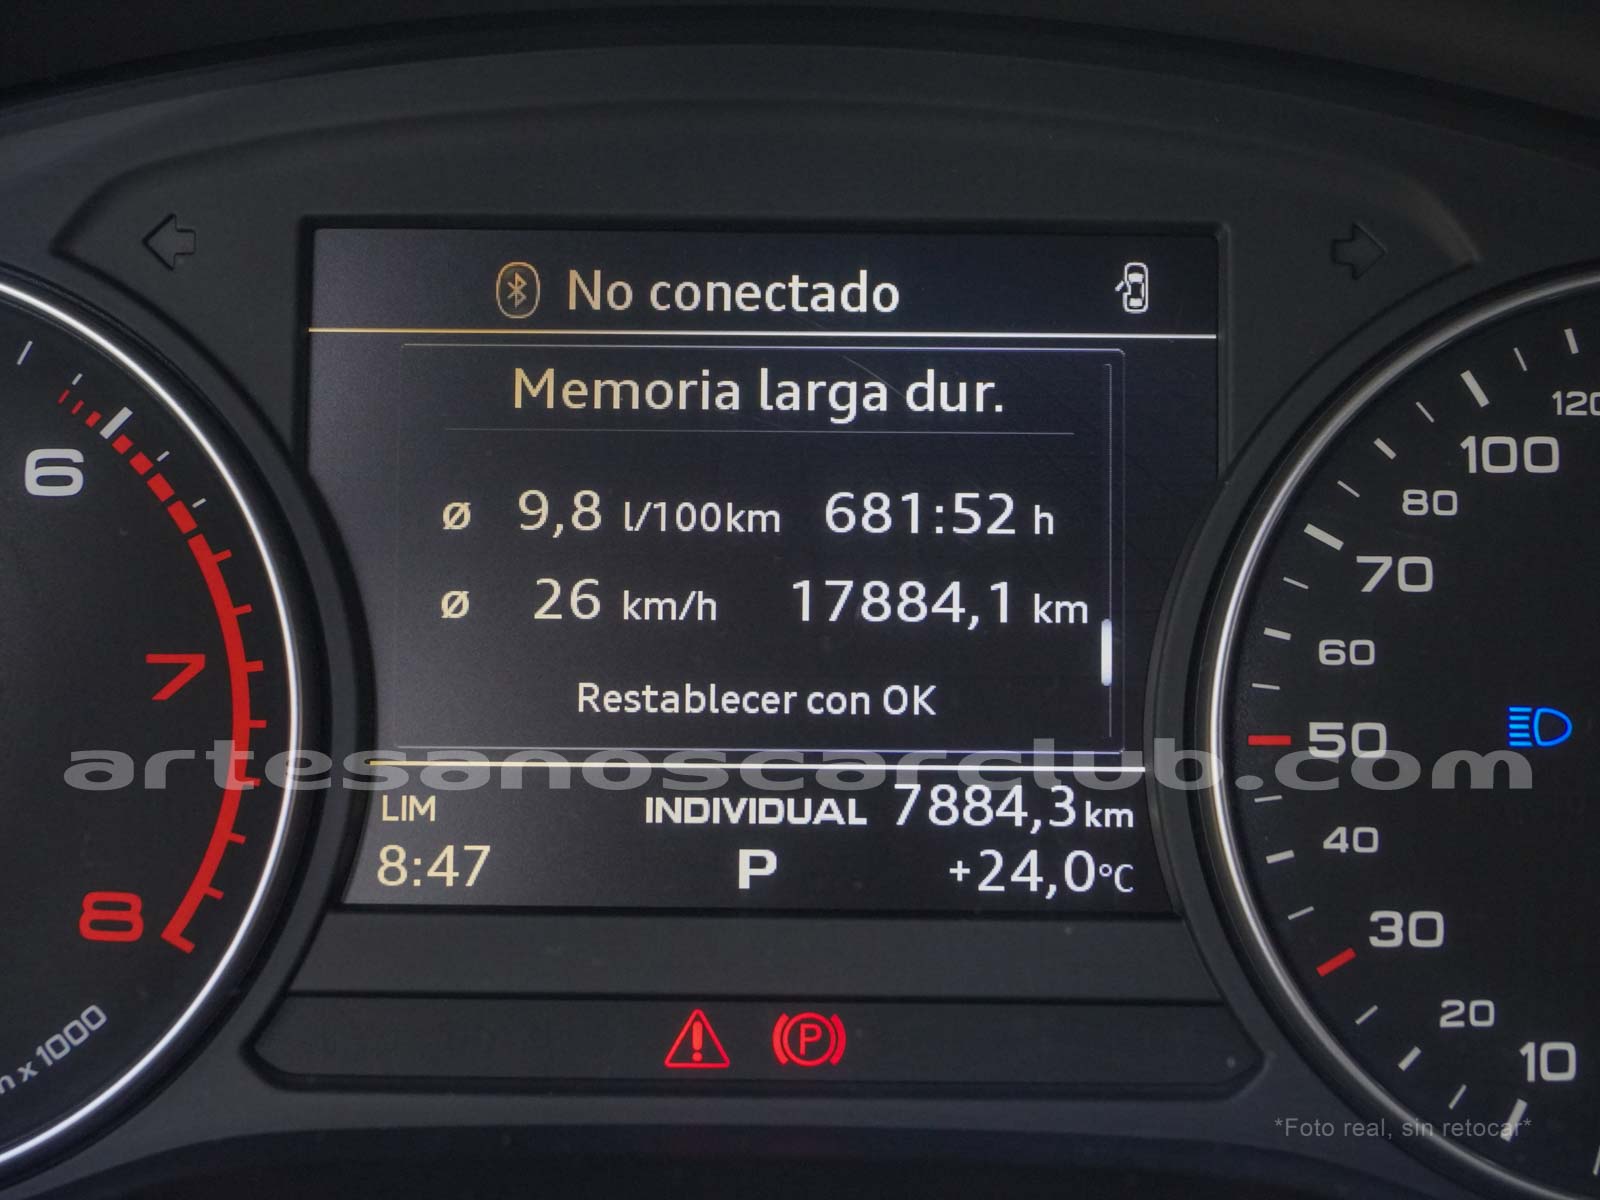 No conectado
Memoria larga dur.
ø 9,8 l/100km 681:52 h
ø 26 km/h 17884,1 km
Restablecer con OK
artesanoscarclub.com
LIM INDIVIDUAL 7884,3 km
8:47 P +24,0°C
6
7
8
x 1000
120
100
80
70
60
50
40
30
20
10
P
*Foto real, sin retocar*